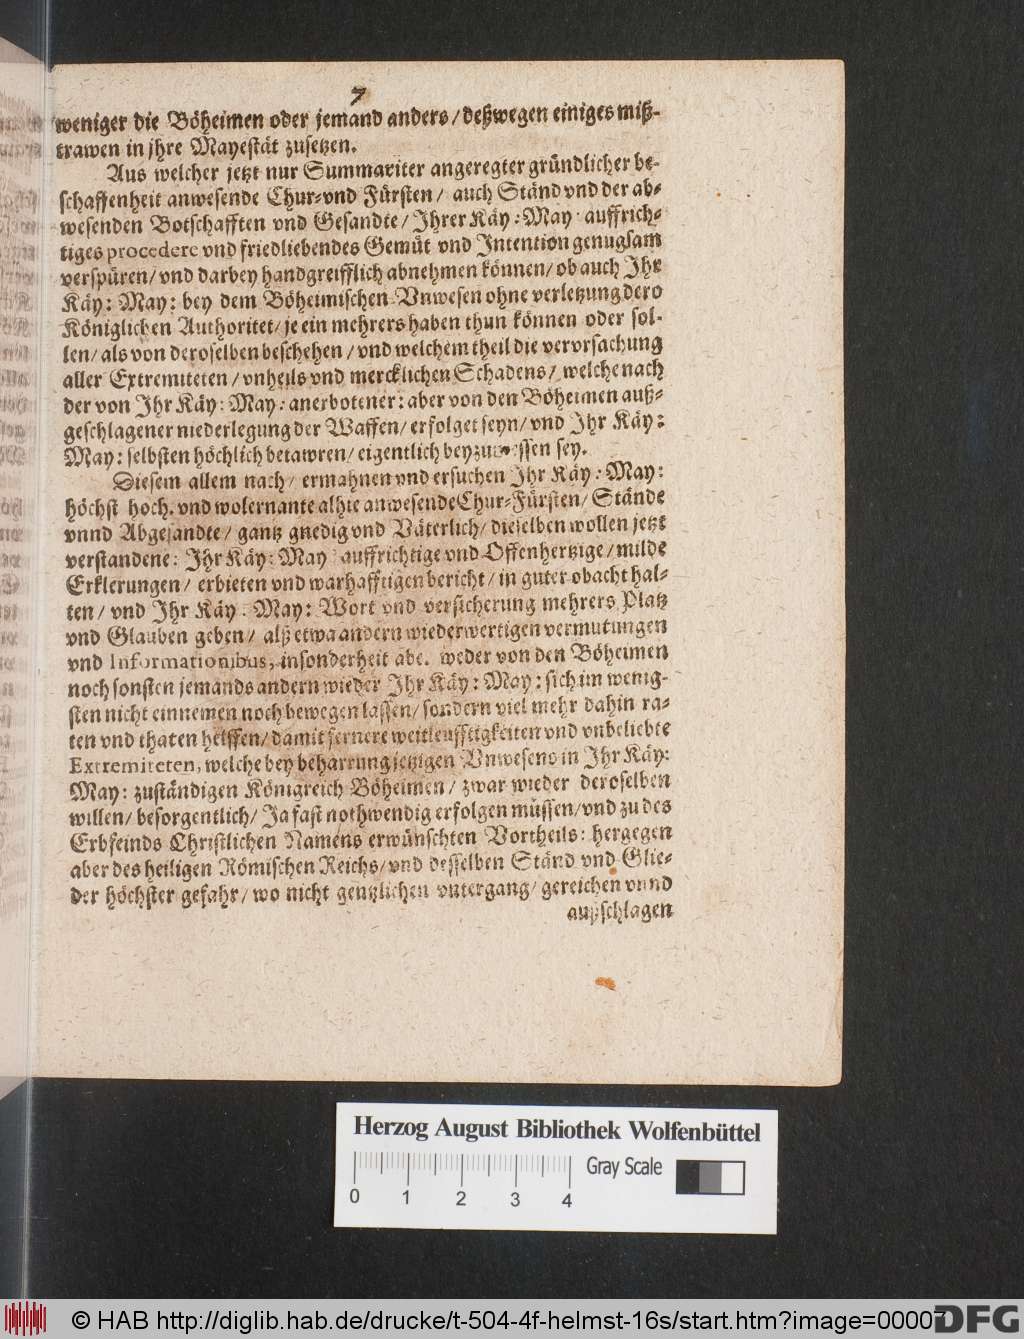 7
weniger die Böheimen oder jemand anders / deßwegen einiges miß-
trawen in jhre Mayestät zusetzen.
Aus welcher jetzt nur Summariter angeregter gründlicher be-
schaffenheit anwesende Chur- vnd Fürsten / auch Ständ vnd der ab-
wesenden Botschafften vnd Gesandte / Ihrer Käy: May: auffrich-
tiges procedere vnd friedliebendes Gemüt vnd Intention genugsam
verspüren / vnd darbey handgreifflich abnehmen können / ob auch Ihr
Käy: May: bey dem Böheimischen Vnwesen ohne verletzung dero
Königlichen Authoritet / je ein mehrers haben thun können oder sol-
len / als von deroselben beschehen / vnd welchem theil die vervrsachung
aller Extremiteten / vnheils vnd mercklichen Schadens / welche nach
der von Ihr Käy: May: anerbotener: aber von den Böheimen auß-
geschlagener niederlegung der Waffen / erfolget seyn / vnd Ihr Käy:
May: selbsten höchlich betawren / eigentlich sey.
Diesem allem nach / ermahnen vnd ersuchen Ihr Käy: May:
höchst hoch. vnd wolernante alhie anwesende Chur-Fürsten / Stände
vnnd Abgesandte / gantz gnedig vnd Väterlich / dieselben wollen jetzt
verstandene: Ihr Käy: May: auffrichtige vnd Offenhertzige / milde
Erklerungen / erbieten vnd warhafftigen bericht / in guter obacht hal-
ten / vnd Ihr Käy: May: Wort vnd versicherung mehrers Platz
vnd Glauben geben / alß etwa andern wiederwertigen vermutungen
vnd Informationibus, insonderheit abe. weder von den Böheimen
noch sonsten jemands andern wieder Ihr Käy: May: sich im wenig-
sten nicht einnemen noch bewegen lassen / sondern viel mehr dahin ra-
ten vnd thaten helffen / damit fernere weitleufftigkeiten vnd vnbeliebte
Extremiteten, welche bey beharrung jetzigen Vnwesens in Ihr Käy:
May: zuständigen Königreich Böheimen / zwar wieder deroselben
willen / besorgentlich / Ja fast nothwendig erfolgen müssen / vnd zu des
Erbfeinds Christlichen Namens erwünschten Vortheils: hergegen
aber des heiligen Römischen Reichs / vnd desselben Ständ vnd Glie-
der höchster gefahr / wo nicht gentzlichen vntergang / gereichen vnnd
außschlagen
Herzog August Bibliothek Wolfenbüttel
Gray Scale
0 1 2 3 4
© HAB http://diglib.hab.de/drucke/t-504-4f-helmst-16s/start.htm?image=00007
DFG